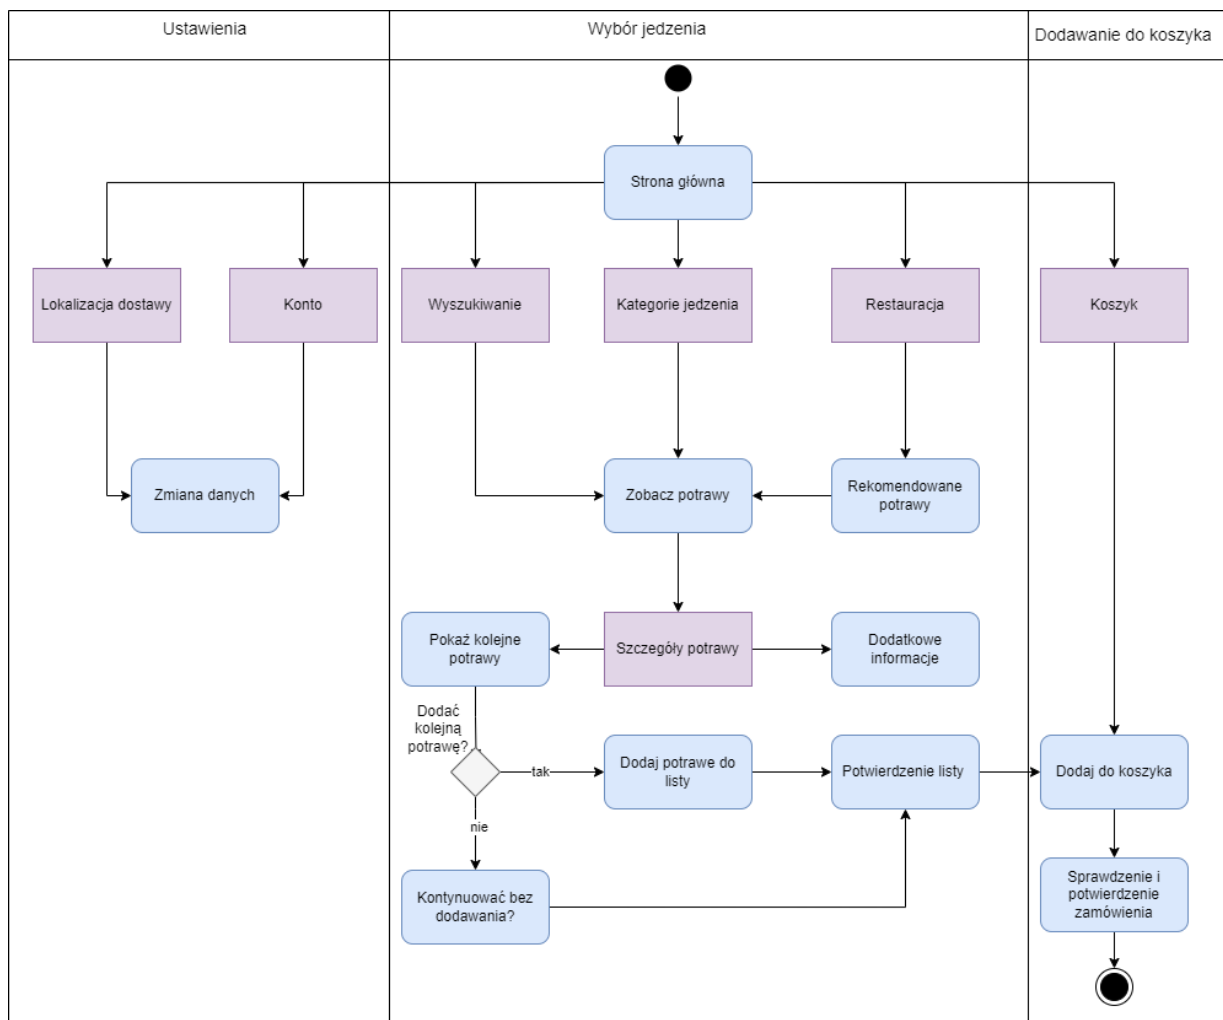 Ustawienia
Wybór jedzenia
Dodawanie do koszyka
Strona główna
Lokalizacja dostawy
Konto
Wyszukiwanie
Kategorie jedzenia
Restauracja
Koszyk
Zmiana danych
Zobacz potrawy
Rekomendowane
potrawy
Pokaź kolejne
potrawy
Szczegóły potrawy
Dodatkowe
informacje
Dodać
kolejną
potrawę?
tak
Dodaj potrawe do
listy
Potwierdzenie listy
Dodaj do koszyka
nie
Kontynuować bez
dodawania?
Sprawdzenie i
potwierdzenie
zamówienia